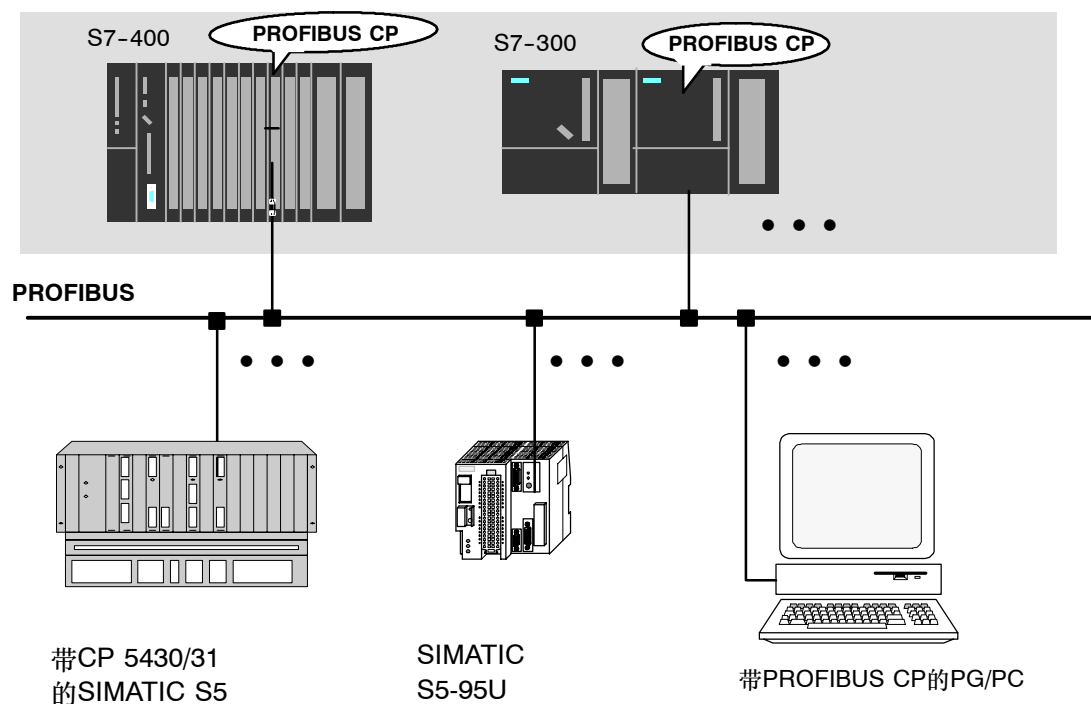 S7-400
PROFIBUS CP
S7-300
PROFIBUS CP
PROFIBUS
带CP 5430/31
的SIMATIC S5
SIMATIC
S5-95U
带PROFIBUS CP的PG/PC